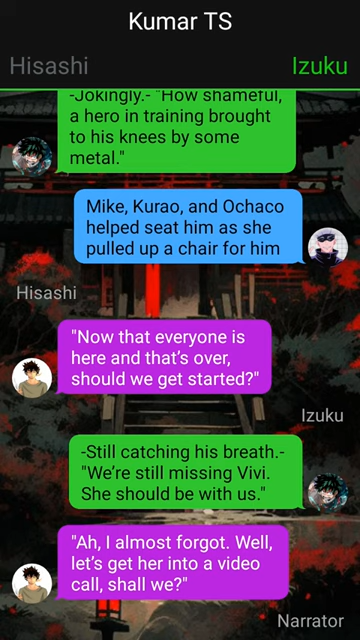 Kumar TS
Hisashi
Izuku
-Jokingly.- "How shameful,
a hero in training brought
to his knees by some
metal."
Mike, Kurao, and Ochaco
helped seat him as she
pulled up a chair for him
Hisashi
"Now that everyone is
here and that's over,
should we get started?"
Izuku
-Still catching his breath.-
"We're still missing Vivi.
She should be with us."
"Ah, I almost forgot. Well,
let's get her into a video
call, shall we?"
Narrator